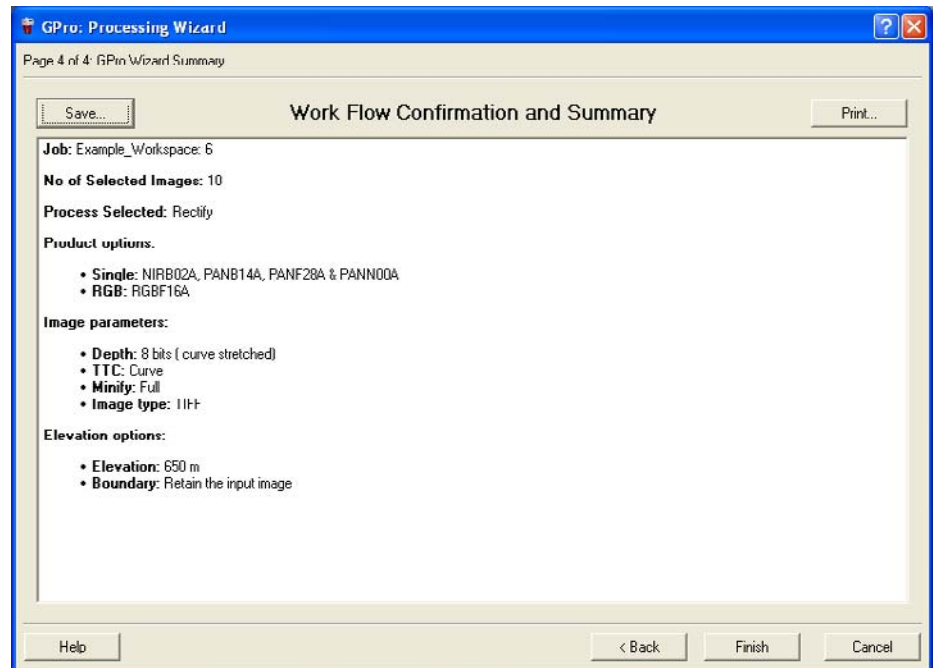 GPro: Processing Wizard
Page 4 of 4: GPro Wizard Summary
Save...
Work Flow Confirmation and Summary
Print...
Job: Example_Workspace: 6
No of Selected Images: 10
Process Selected: Rectify
Product options.
• Single: NIRB02A, PANB14A, PANF28A & PANN00A
• RGB: RGBF16A
Image parameters:
• Depth: 8 bits ( curve stretched)
• TTC: Curve
• Minify: Full
• Image type: TIFF
Elevation options:
• Elevation: 650 m
• Boundary: Retain the input image
Help
< Back
Finish
Cancel